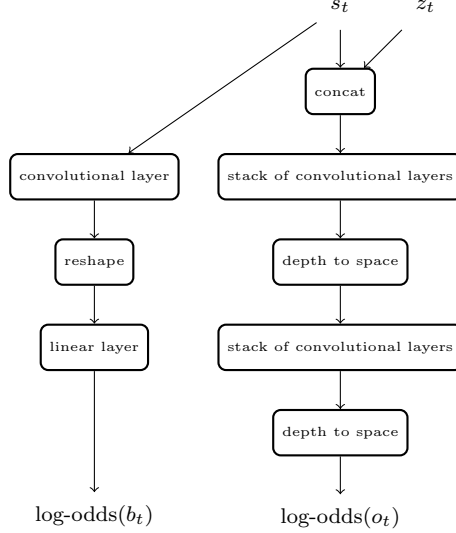 s_t z_t
concat
convolutional layer stack of convolutional layers
reshape depth to space
linear layer stack of convolutional layers
depth to space
log-odds(b_t) log-odds(o_t)